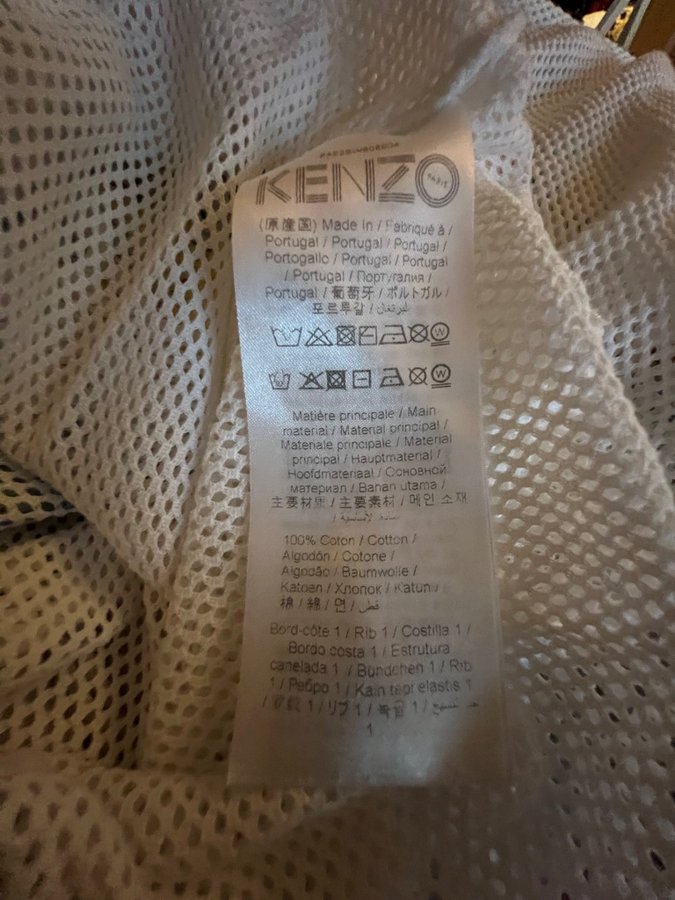 KENZO
PARIS
(原産国) Made In / Fabriqué à /
Portugal / Portugal / Portugal /
Portogallo / Portugal / Portugal
/ Portugal / Португалия /
Portugal / 葡萄牙 / ポルトガル /
포르투갈 / البرتغال
W
W
Matière principale / Main
material / Material principal /
Materiale principale / Material
principal / Hauptmaterial /
Hoofdmateriaal / Основной
материал / Banan utama /
主要材质 / 主要素材 / 메인 소재
/
100% Coton / Cotton /
Algodón / Cotone /
Algodão / Baumwolle /
Katoen / Хлопок / Katun /
棉 / 綿 / 면 / قطن
Bord-côte 1 / Rib 1 / Costilla 1 /
Bordo costa 1 / Estrutura
canelada 1 / Bündchen 1 / Rib
1 / Ребро 1 / Kain tepi elastis 1
/ 1 / リブ 1 / 1 /
1